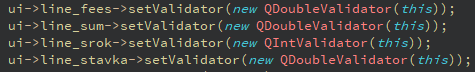 ui->line_fees->setValidator(new QDoubleValidator(this));
ui->line_sum->setValidator(new QDoubleValidator(this));
ui->line_srok->setValidator(new QIntValidator(this));
ui->line_stavka->setValidator(new QDoubleValidator(this));